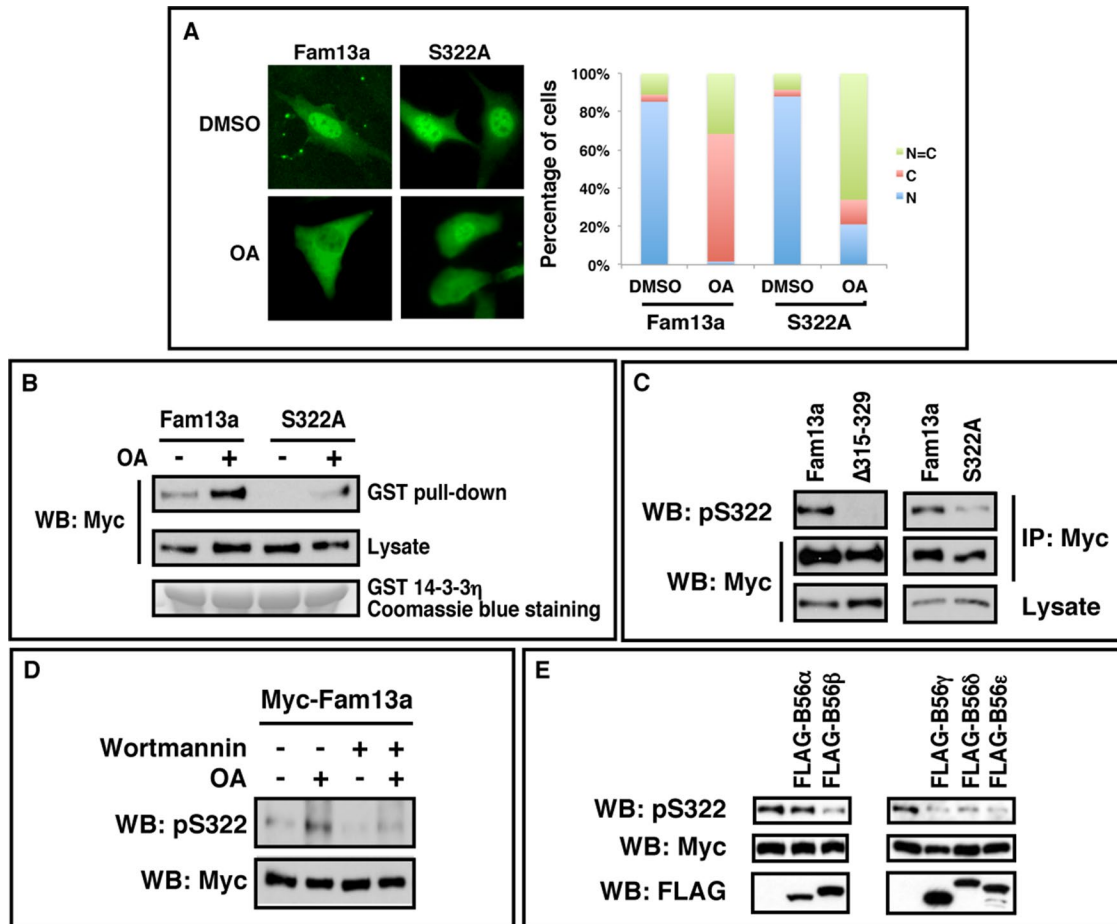 A
Fam13a S322A
DMSO
OA
Percentage of cells
100%
80%
60%
40%
20%
0%
DMSO OA DMSO OA
Fam13a S322A
N=C
C
N
B
Fam13a S322A
OA - + - +
WB: Myc
GST pull-down
Lysate
GST 14-3-3η
Coomassie blue staining
C
Fam13a Δ315-329 Fam13a S322A
WB: pS322
WB: Myc
IP: Myc
Lysate
D
Myc-Fam13a
Wortmannin - - + +
OA - + - +
WB: pS322
WB: Myc
E
FLAG-B56α FLAG-B56β FLAG-B56γ FLAG-B56δ FLAG-B56ε
WB: pS322
WB: Myc
WB: FLAG